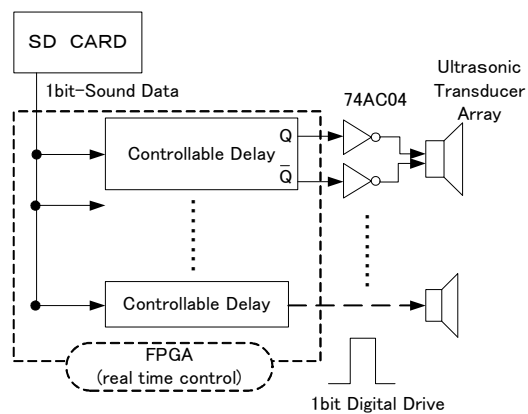 SD CARD
1bit-Sound Data
74AC04
Ultrasonic
Transducer
Array
Controllable Delay
Q
Q̅
Controllable Delay
FPGA
(real time control)
1bit Digital Drive